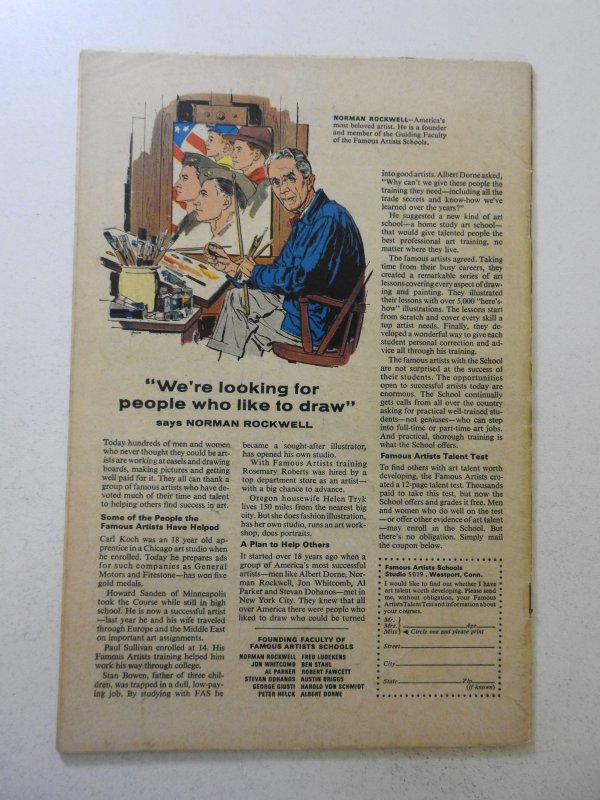 NORMAN ROCKWELL—America's
most beloved artist. He is a founder
and member of the Guiding Faculty
of the Famous Artists Schools.
"We're looking for
people who like to draw"
says NORMAN ROCKWELL
Today hundreds of men and women
who never thought they could be art-
ists are working at easels and drawing
boards, making pictures and getting
well paid for it. They all can thank a
group of famous artists who have de-
voted much of their time and talent
to helping others find success in art.
Some of the People the
Famous Artists Have Helped
Carl Koch was an 18 year old ap-
prentice in a Chicago art studio when
he enrolled. Today he prepares ads
for such companies as General
Motors and Firestone—has won five
gold medals.
Howard Sanden of Minneapolis
took the Course while still in high
school. He is now a successful artist
—last year he and his wife traveled
through Europe and the Middle East
on important art assignments.
Paul Sullivan enrolled at 14. His
Famous Artists training helped him
work his way through college.
Stan Bowen, father of three chil-
dren, was trapped in a dull, low-pay-
ing job. By studying with FAS he
became a sought-after illustrator,
has opened his own studio.
With Famous Artists training
Rosemary Roberts was hired by a
top department store as an artist—
with a big chance to advance.
Oregon housewife Helen Tryk
lives 150 miles from the nearest big
city. But she does fashion illustration,
has her own studio, runs an art work-
shop, does portraits.
A Plan to Help Others
It started over 18 years ago when a
group of America's most successful
artists—men like Albert Dorne, Nor-
man Rockwell, Jon Whitcomb, Al
Parker and Stevan Dohanos—met in
New York City. They knew that all
over America there were people who
liked to draw who could be turned
FOUNDING FACULTY OF
FAMOUS ARTISTS SCHOOLS
NORMAN ROCKWELL FRED LUDEKENS
JON WHITCOMB BEN STAHL
AL PARKER ROBERT FAWCETT
STEVAN DOHANOS AUSTIN BRIGGS
GEORGE GIUSTI HAROLD VON SCHMIDT
PETER HELCK ALBERT DORNE
into good artists. Albert Dorne asked,
"Why can't we give these people the
training they need—including all the
trade secrets and know-how we've
learned over the years?"
He suggested a new kind of art
school—a home study art school—
that would give talented people the
best professional art training, no
matter where they live.
The famous artists agreed. Taking
time from their busy careers, they
created a remarkable series of art
lessons covering every aspect of draw-
ing and painting. They illustrated
their lessons with over 5,000 "here's-
how" illustrations. The lessons start
from scratch and cover every skill a
top artist needs. Finally, they de-
veloped a wonderful way to give each
student personal correction and ad-
vice all through his training.
The famous artists with the School
are not surprised at the success of
their students. The opportunities
open to successful artists today are
enormous. The School continually
gets calls from all over the country
asking for practical well-trained stu-
dents—not geniuses—who can step
into full-time or part-time art jobs.
And practical, thorough training is
what the School offers.
Famous Artists Talent Test
To find others with art talent worth
developing, the Famous Artists cre-
ated a 12-page talent test. Thousands
paid to take this test, but now the
School offers and grades it free. Men
and women who do well on the test
—or offer other evidence of art talent
—may enroll in the School. But
there's no obligation. Simply mail
the coupon below.
Famous Artists Schools
Studio 5019, Westport, Conn.
I would like to find out whether I have
art talent worth developing. Please send
me, without obligation, your Famous
Artists Talent Test and information about
your courses.
Mr.
Mrs. Age
Miss Circle one and please print
Street
City
State Zip
(if known)